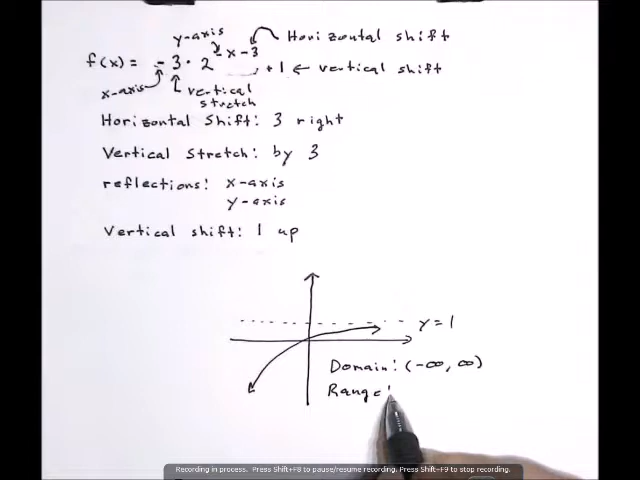 y-axis
Horizontal shift
f(x) = - 3 · 2^-x-3 + 1 ← vertical shift
x-axis
vertical
stretch
Horizontal Shift: 3 right
Vertical Stretch: by 3
reflections: x-axis
y-axis
Vertical shift: 1 up
y = 1
Domain: (-∞, ∞)
Range:
Recording in process. Press Shift+F8 to pause/resume recording. Press Shift+F9 to stop recording.